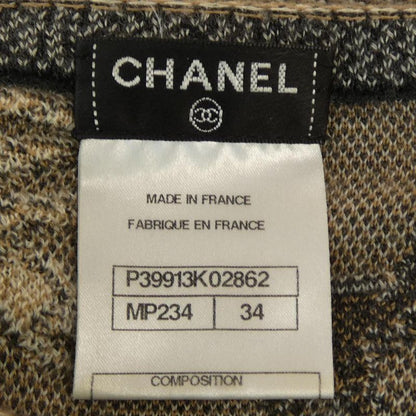 CHANEL
MADE IN FRANCE
FABRIQUE EN FRANCE
P39913K02862
MP234 34
COMPOSITION